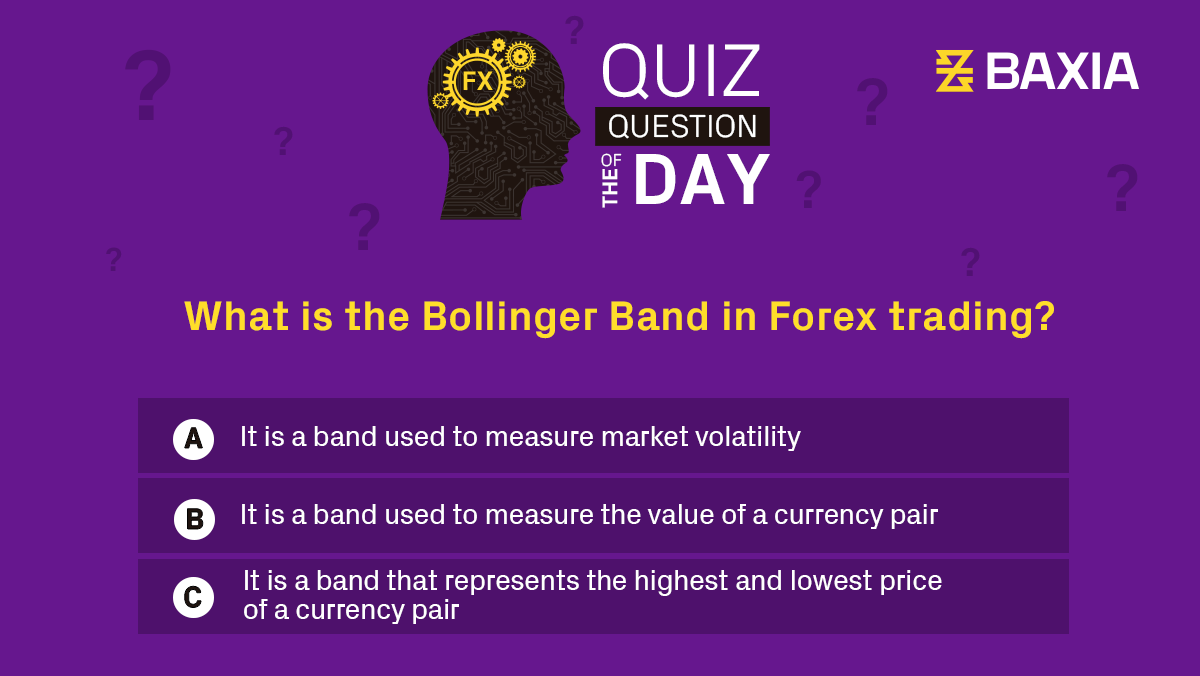 FX
QUIZ
QUESTION
OF THE DAY
BAXIA
What is the Bollinger Band in Forex trading?
A It is a band used to measure market volatility
B It is a band used to measure the value of a currency pair
C It is a band that represents the highest and lowest price
of a currency pair